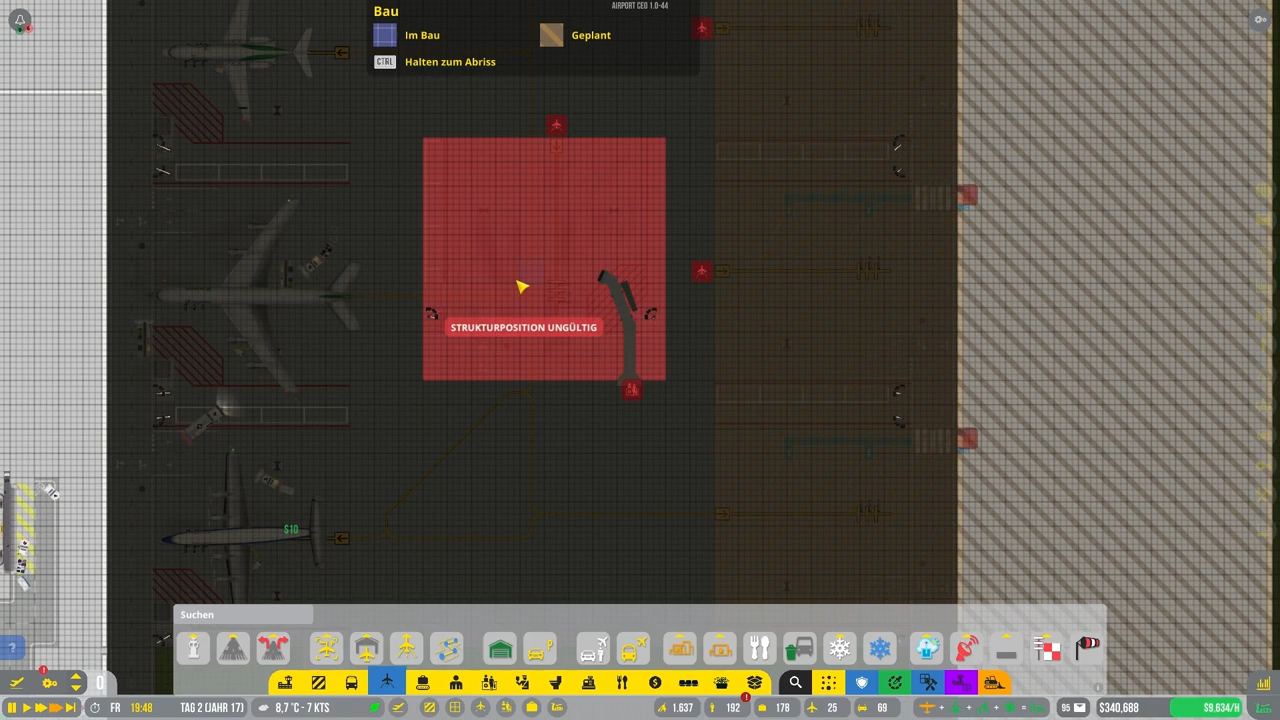 AIRPORT CEO 1.0-44
Bau
Im Bau
Geplant
CTRL
Halten zum Abriss
STRUKTURPOSITION UNGÜLTIG
$10
Suchen
?
0
FR 19:48
TAG 2 (JAHR 17)
8,7 °C - 7 KTS
1.637
192
178
25
69
95
$340,688
$9.634/H